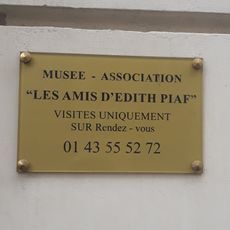 MUSEE - ASSOCIATION
“LES AMIS D’EDITH PIAF”
VISITES UNIQUEMENT
SUR Rendez - vous
01 43 55 52 72